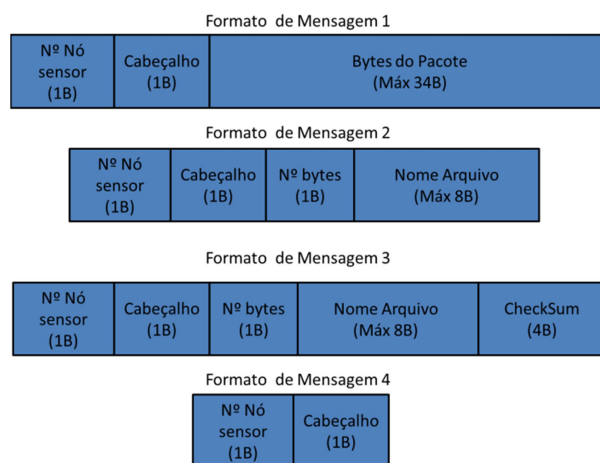 Formato de Mensagem 1
Nº Nó
sensor
(1B)
Cabeçalho
(1B)
Bytes do Pacote
(Máx 34B)
Formato de Mensagem 2
Nº Nó
sensor
(1B)
Cabeçalho
(1B)
Nº bytes
(1B)
Nome Arquivo
(Máx 8B)
Formato de Mensagem 3
Nº Nó
sensor
(1B)
Cabeçalho
(1B)
Nº bytes
(1B)
Nome Arquivo
(Máx 8B)
CheckSum
(4B)
Formato de Mensagem 4
Nº Nó
sensor
(1B)
Cabeçalho
(1B)